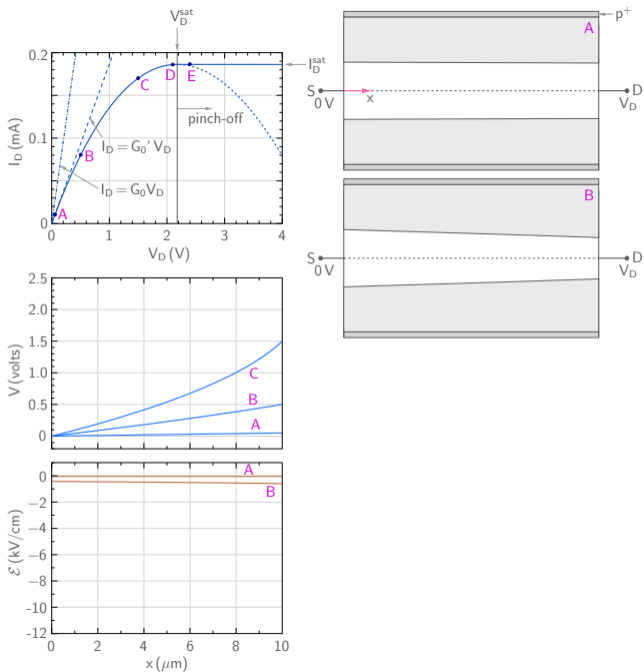 V_D^sat
0.2
0.1
0
I_D (mA)
A
B
C
D
E
pinch-off
I_D = G_0' V_D
I_D = G_0 V_D
I_D^sat
0 1 2 3 4
V_D (V)
A
p^+
S
0 V
x
D
V_D
B
S
0 V
D
V_D
2.5
2.0
1.5
1.0
0.5
0
V (volts)
C
B
A
0
−2
−4
−6
−8
-10
-12
ℰ (kV/cm)
A
B
0 2 4 6 8 10
x (μm)